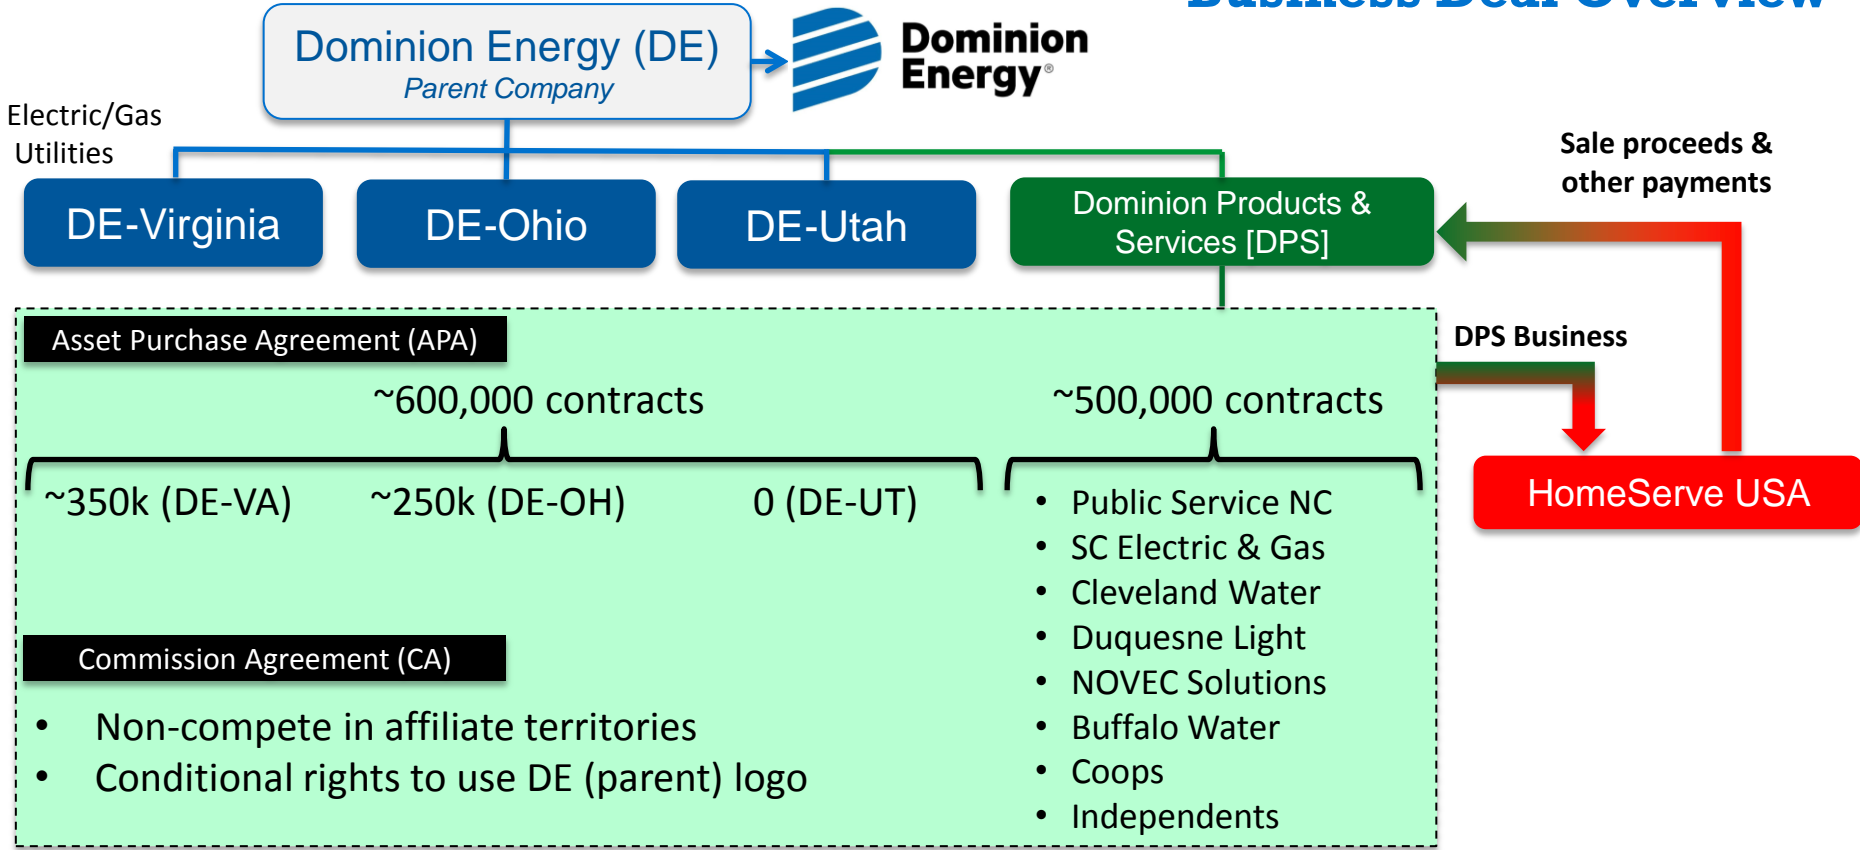 Business Deal Overview
Dominion Energy (DE)
Parent Company
Dominion
Energy®
Electric/Gas
Utilities
Sale proceeds &
other payments
DE-Virginia
DE-Ohio
DE-Utah
Dominion Products &
Services [DPS]
Asset Purchase Agreement (APA)
DPS Business
~600,000 contracts
~500,000 contracts
~350k (DE-VA)
~250k (DE-OH)
0 (DE-UT)
HomeServe USA
• Public Service NC
• SC Electric & Gas
• Cleveland Water
• Duquesne Light
• NOVEC Solutions
• Buffalo Water
• Coops
• Independents
Commission Agreement (CA)
• Non-compete in affiliate territories
• Conditional rights to use DE (parent) logo